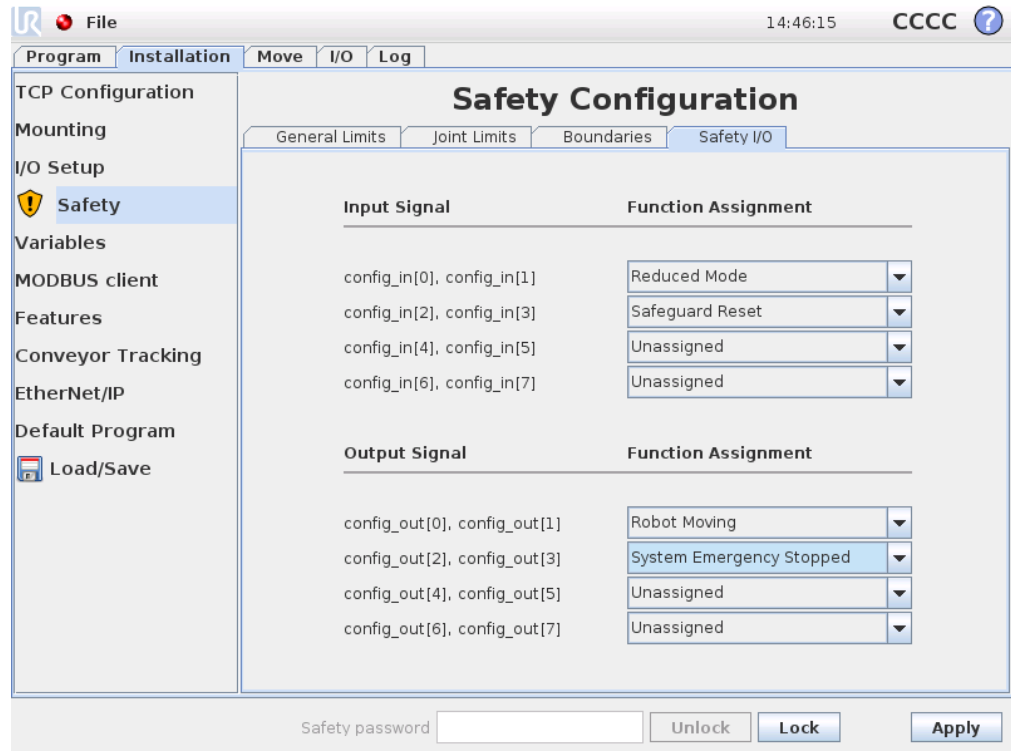 UR File 14:46:15 CCCC ?
Program Installation Move I/O Log
TCP Configuration
Mounting
I/O Setup
Safety
Variables
MODBUS client
Features
Conveyor Tracking
EtherNet/IP
Default Program
Load/Save
Safety Configuration
General Limits Joint Limits Boundaries Safety I/O
Input Signal Function Assignment
config_in[0], config_in[1] Reduced Mode
config_in[2], config_in[3] Safeguard Reset
config_in[4], config_in[5] Unassigned
config_in[6], config_in[7] Unassigned
Output Signal Function Assignment
config_out[0], config_out[1] Robot Moving
config_out[2], config_out[3] System Emergency Stopped
config_out[4], config_out[5] Unassigned
config_out[6], config_out[7] Unassigned
Safety password Unlock Lock Apply